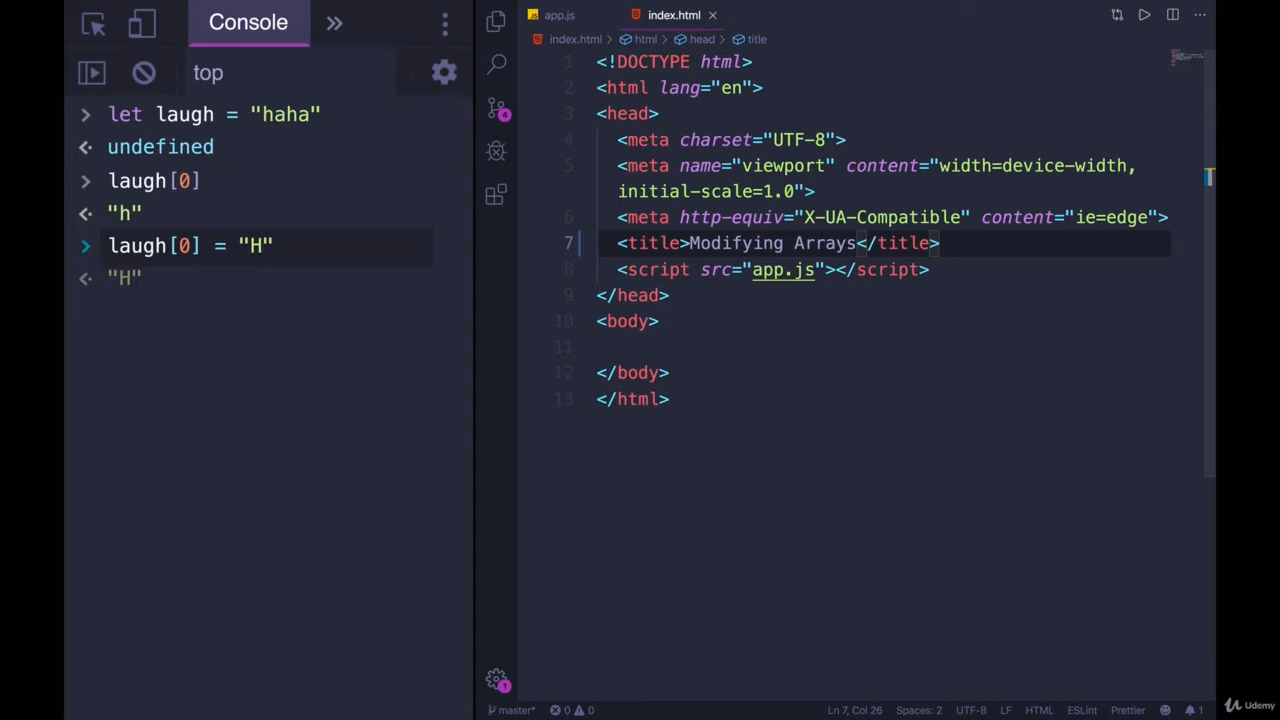 Console »
top
> let laugh = "haha"
undefined
> laugh[0]
"h"
> laugh[0] = "H"
"H"
app.js index.html
index.html > html > head > title
1 <!DOCTYPE html>
2 <html lang="en">
3 <head>
4 <meta charset="UTF-8">
5 <meta name="viewport" content="width=device-width,
initial-scale=1.0">
6 <meta http-equiv="X-UA-Compatible" content="ie=edge">
7 <title>Modifying Arrays</title>
8 <script src="app.js"></script>
9 </head>
10 <body>
11
12 </body>
13 </html>
4
1
master* 0 0 Ln 7, Col 26 Spaces: 2 UTF-8 LF HTML ESLint Prettier 1
Udemy